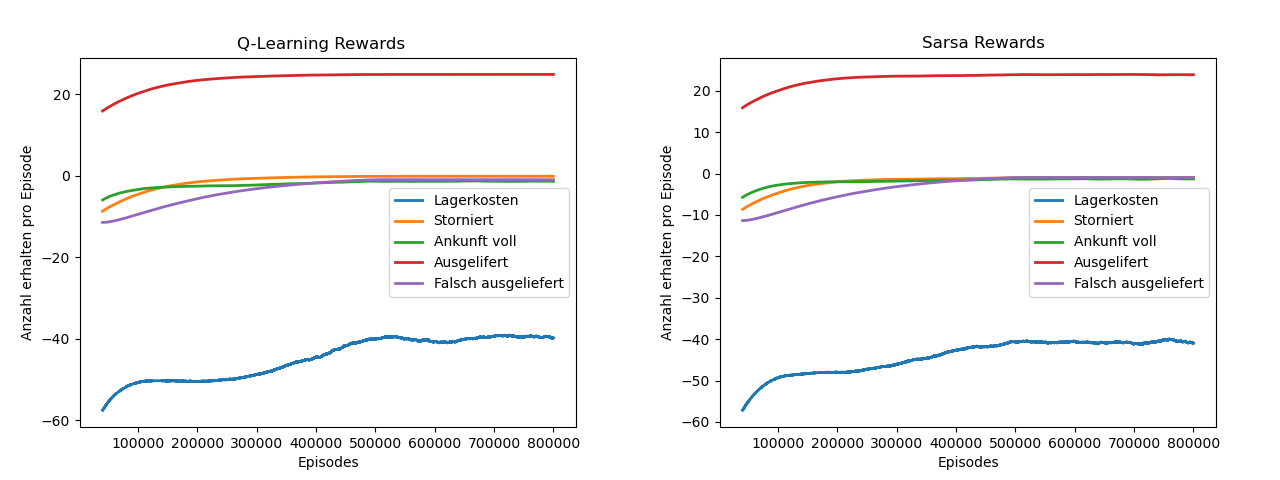 Q-Learning Rewards
Anzahl erhalten pro Episode
20
0
−20
−40
−60
Lagerkosten
Storniert
Ankunft voll
Ausgelifert
Falsch ausgeliefert
100000 200000 300000 400000 500000 600000 700000 800000
Episodes
Sarsa Rewards
Anzahl erhalten pro Episode
20
10
0
−10
−20
−30
−40
−50
−60
Lagerkosten
Storniert
Ankunft voll
Ausgelifert
Falsch ausgeliefert
100000 200000 300000 400000 500000 600000 700000 800000
Episodes